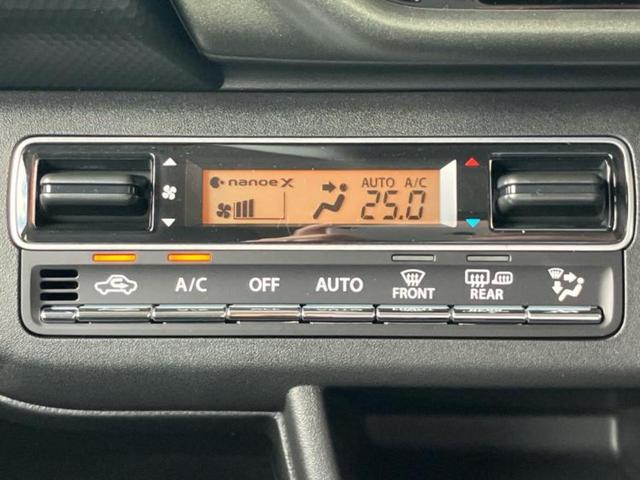 nanoe X
AUTO A/C
25.0
A/C OFF AUTO FRONT REAR